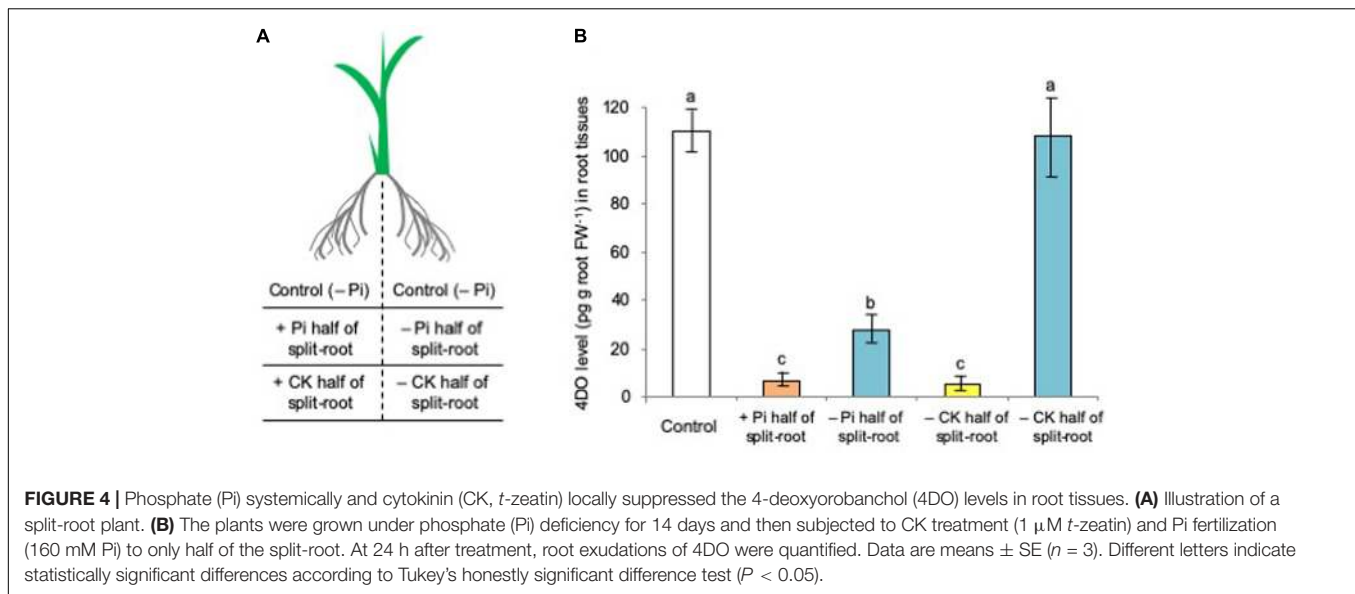 A
Control (– Pi) Control (– Pi)
+ Pi half of split-root – Pi half of split-root
+ CK half of split-root – CK half of split-root
B
4DO level (pg g root FW-1) in root tissues
120
100
80
60
40
20
0
a
c
b
c
a
Control
+ Pi half of split-root
– Pi half of split-root
– CK half of split-root
– CK half of split-root
FIGURE 4 | Phosphate (Pi) systemically and cytokinin (CK, t-zeatin) locally suppressed the 4-deoxyorobanchol (4DO) levels in root tissues. (A) Illustration of a
split-root plant. (B) The plants were grown under phosphate (Pi) deficiency for 14 days and then subjected to CK treatment (1 μM t-zeatin) and Pi fertilization
(160 mM Pi) to only half of the split-root. At 24 h after treatment, root exudations of 4DO were quantified. Data are means ± SE (n = 3). Different letters indicate
statistically significant differences according to Tukey's honestly significant difference test (P < 0.05).